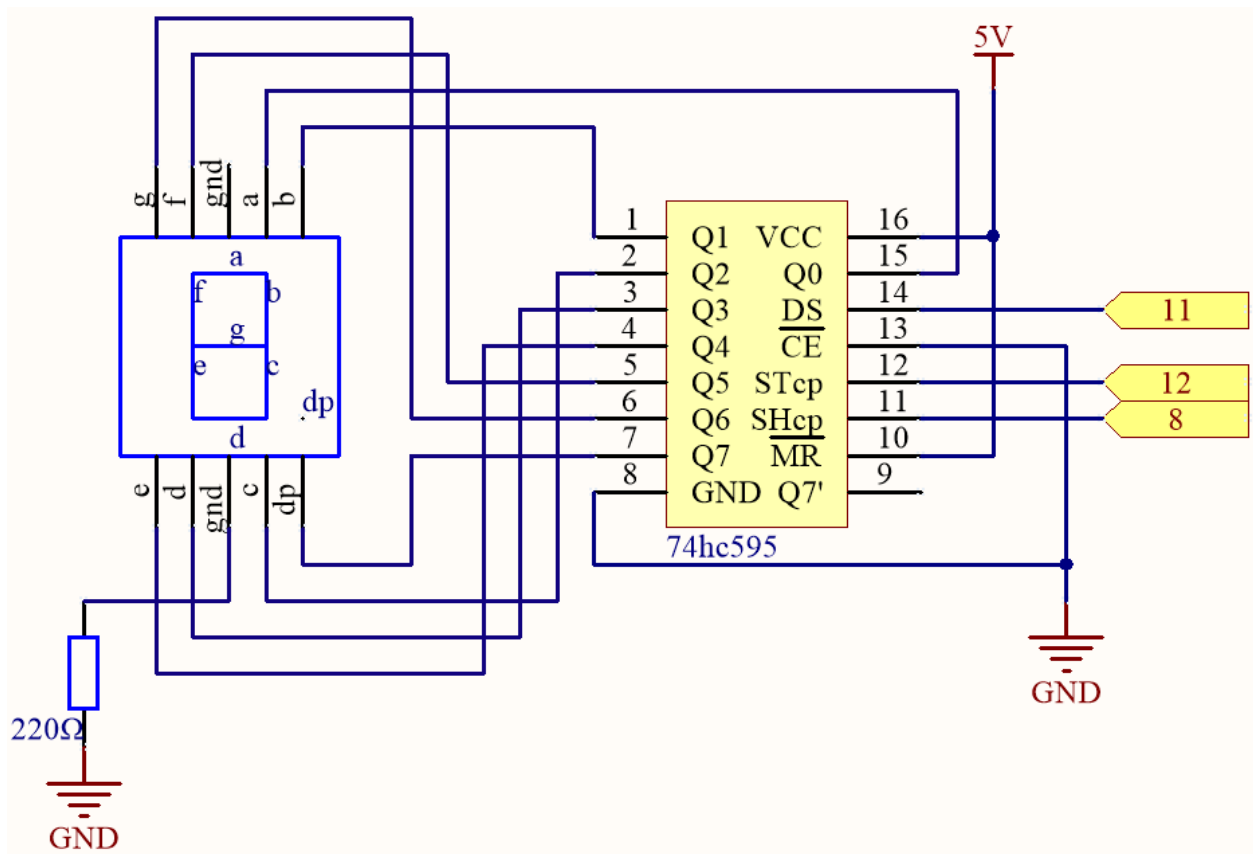 5V
g f gnd a b
a
f b
g
e c
dp
d
e d gnd c dp
220Ω
GND
1 Q1 VCC 16
2 Q2 Q0 15
3 Q3 DS 14 11
4 Q4 CE 13
5 Q5 STcp 12 12
6 Q6 SHcp 11 8
7 Q7 MR 10
8 GND Q7' 9
74hc595
GND